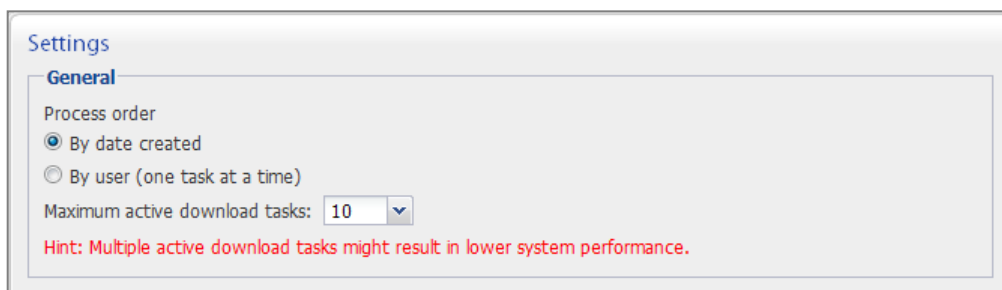 Settings
General
Process order
By date created
By user (one task at a time)
Maximum active download tasks: 10
Hint: Multiple active download tasks might result in lower system performance.